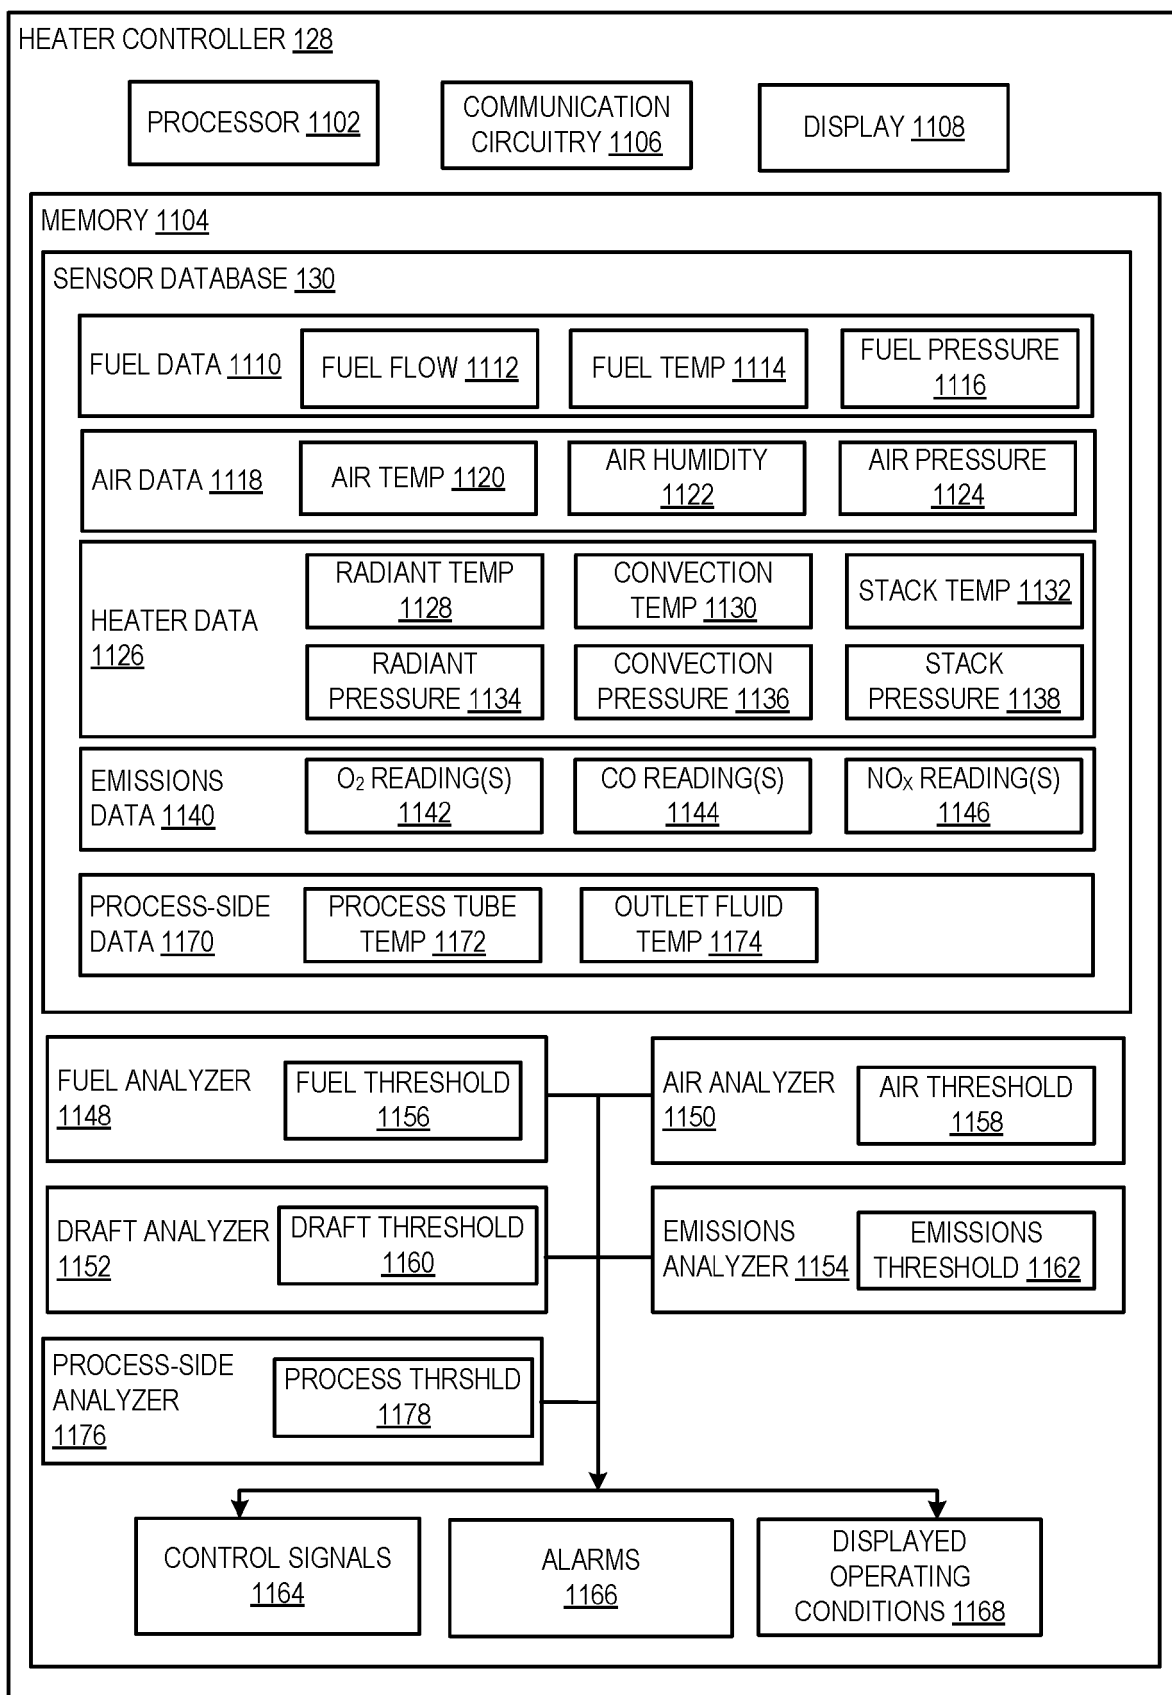 HEATER CONTROLLER 128
PROCESSOR 1102
COMMUNICATION
CIRCUITRY 1106
DISPLAY 1108
MEMORY 1104
SENSOR DATABASE 130
FUEL DATA 1110
FUEL FLOW 1112
FUEL TEMP 1114
FUEL PRESSURE
1116
AIR DATA 1118
AIR TEMP 1120
AIR HUMIDITY
1122
AIR PRESSURE
1124
HEATER DATA
1126
RADIANT TEMP
1128
CONVECTION
TEMP 1130
STACK TEMP 1132
RADIANT
PRESSURE 1134
CONVECTION
PRESSURE 1136
STACK
PRESSURE 1138
EMISSIONS
DATA 1140
O₂ READING(S)
1142
CO READING(S)
1144
NOX READING(S)
1146
PROCESS-SIDE
DATA 1170
PROCESS TUBE
TEMP 1172
OUTLET FLUID
TEMP 1174
FUEL ANALYZER
1148
FUEL THRESHOLD
1156
AIR ANALYZER
1150
AIR THRESHOLD
1158
DRAFT ANALYZER
1152
DRAFT THRESHOLD
1160
EMISSIONS
ANALYZER 1154
EMISSIONS
THRESHOLD 1162
PROCESS-SIDE
ANALYZER
1176
PROCESS THRSHLD
1178
CONTROL SIGNALS
1164
ALARMS
1166
DISPLAYED
OPERATING
CONDITIONS 1168